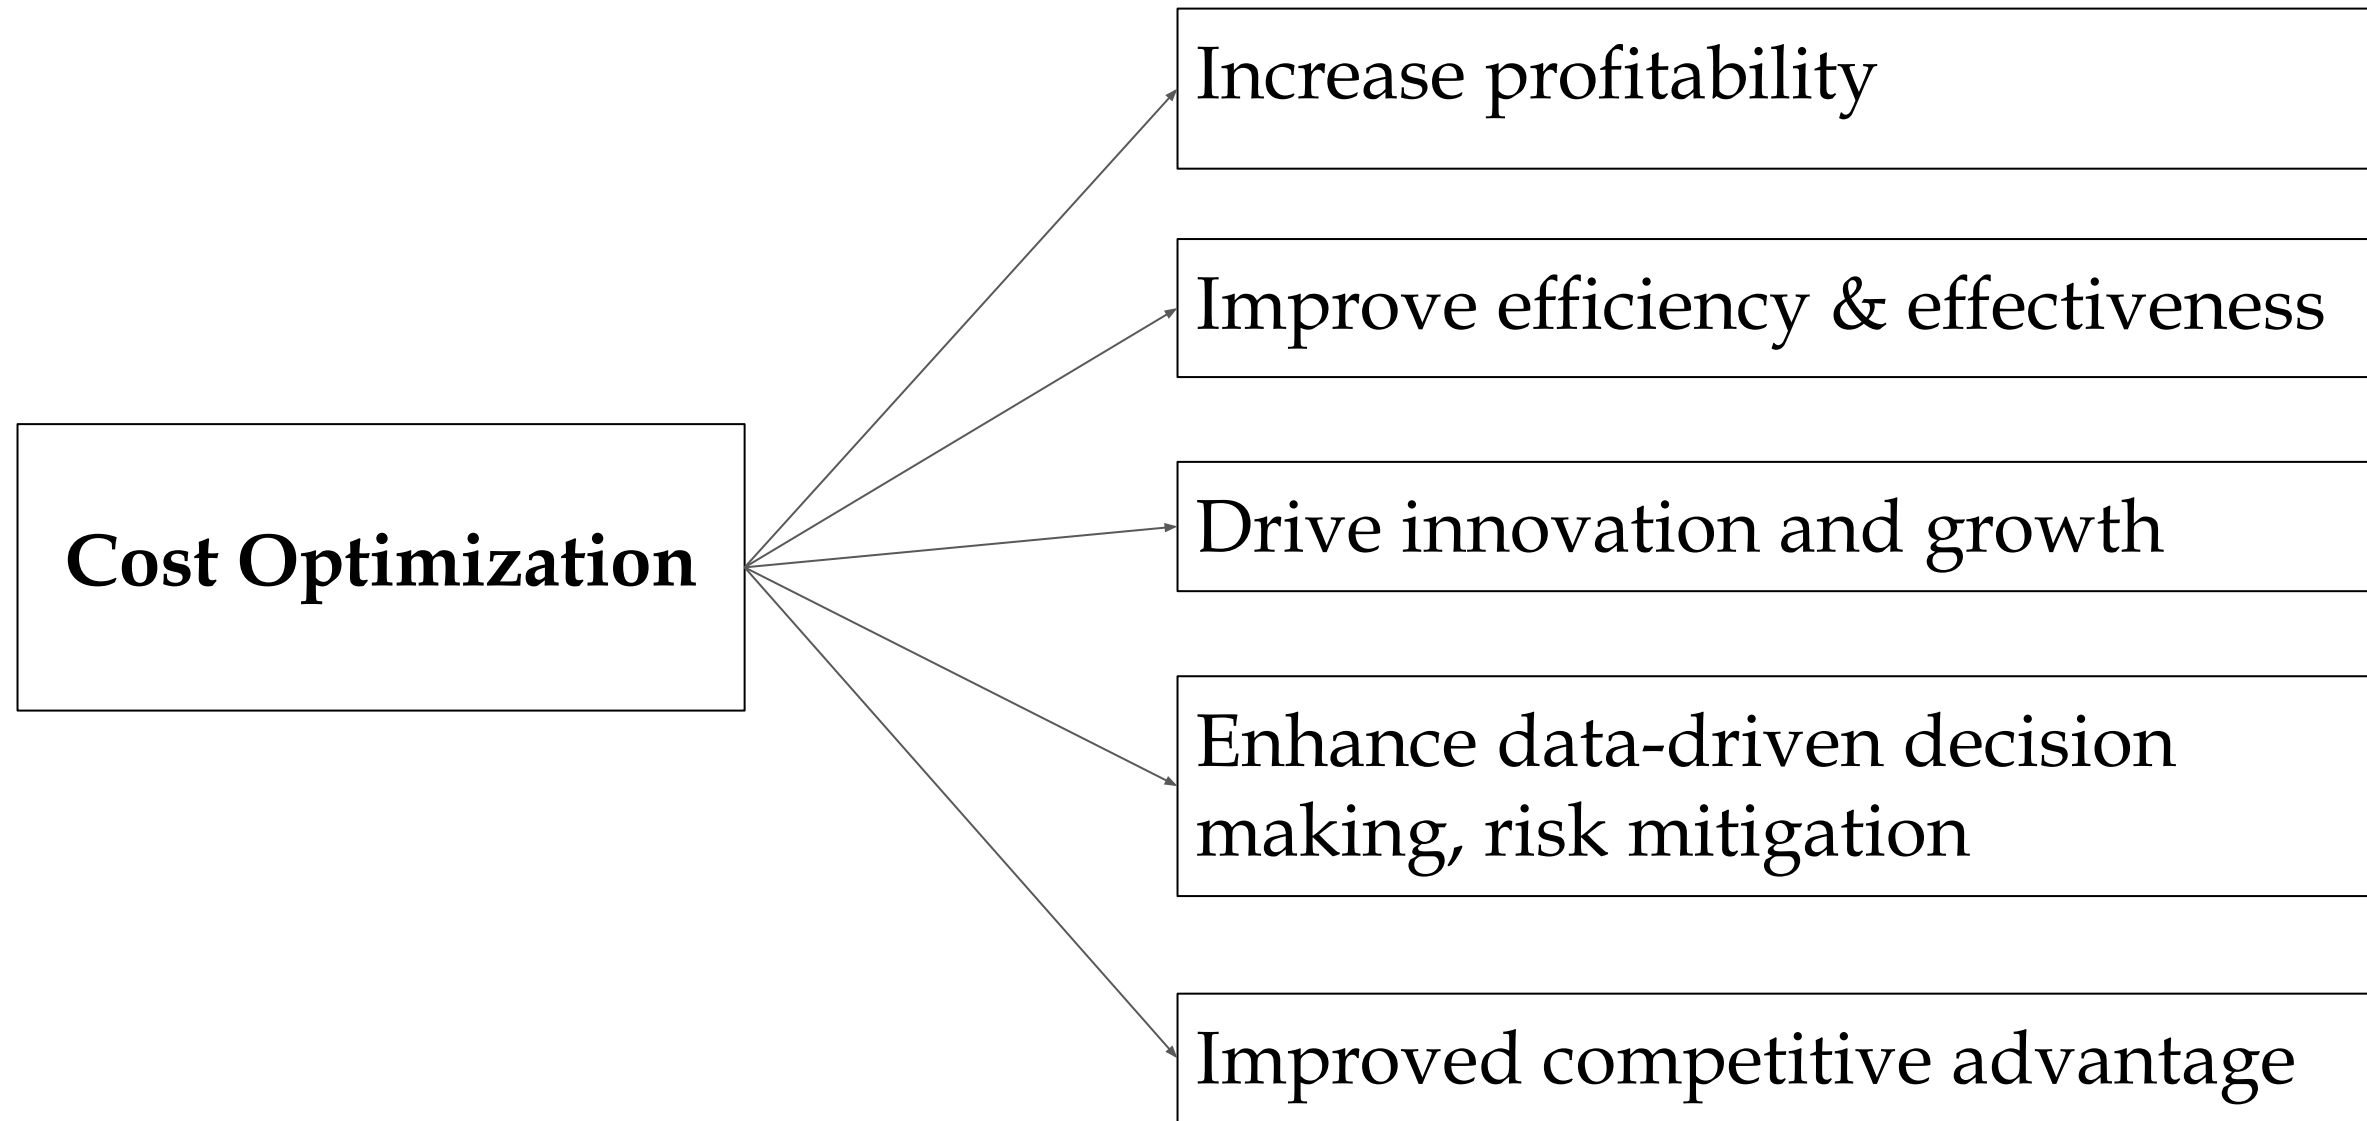 Increase profitability
Improve efficiency & effectiveness
Cost Optimization
Drive innovation and growth
Enhance data-driven decision
making, risk mitigation
Improved competitive advantage